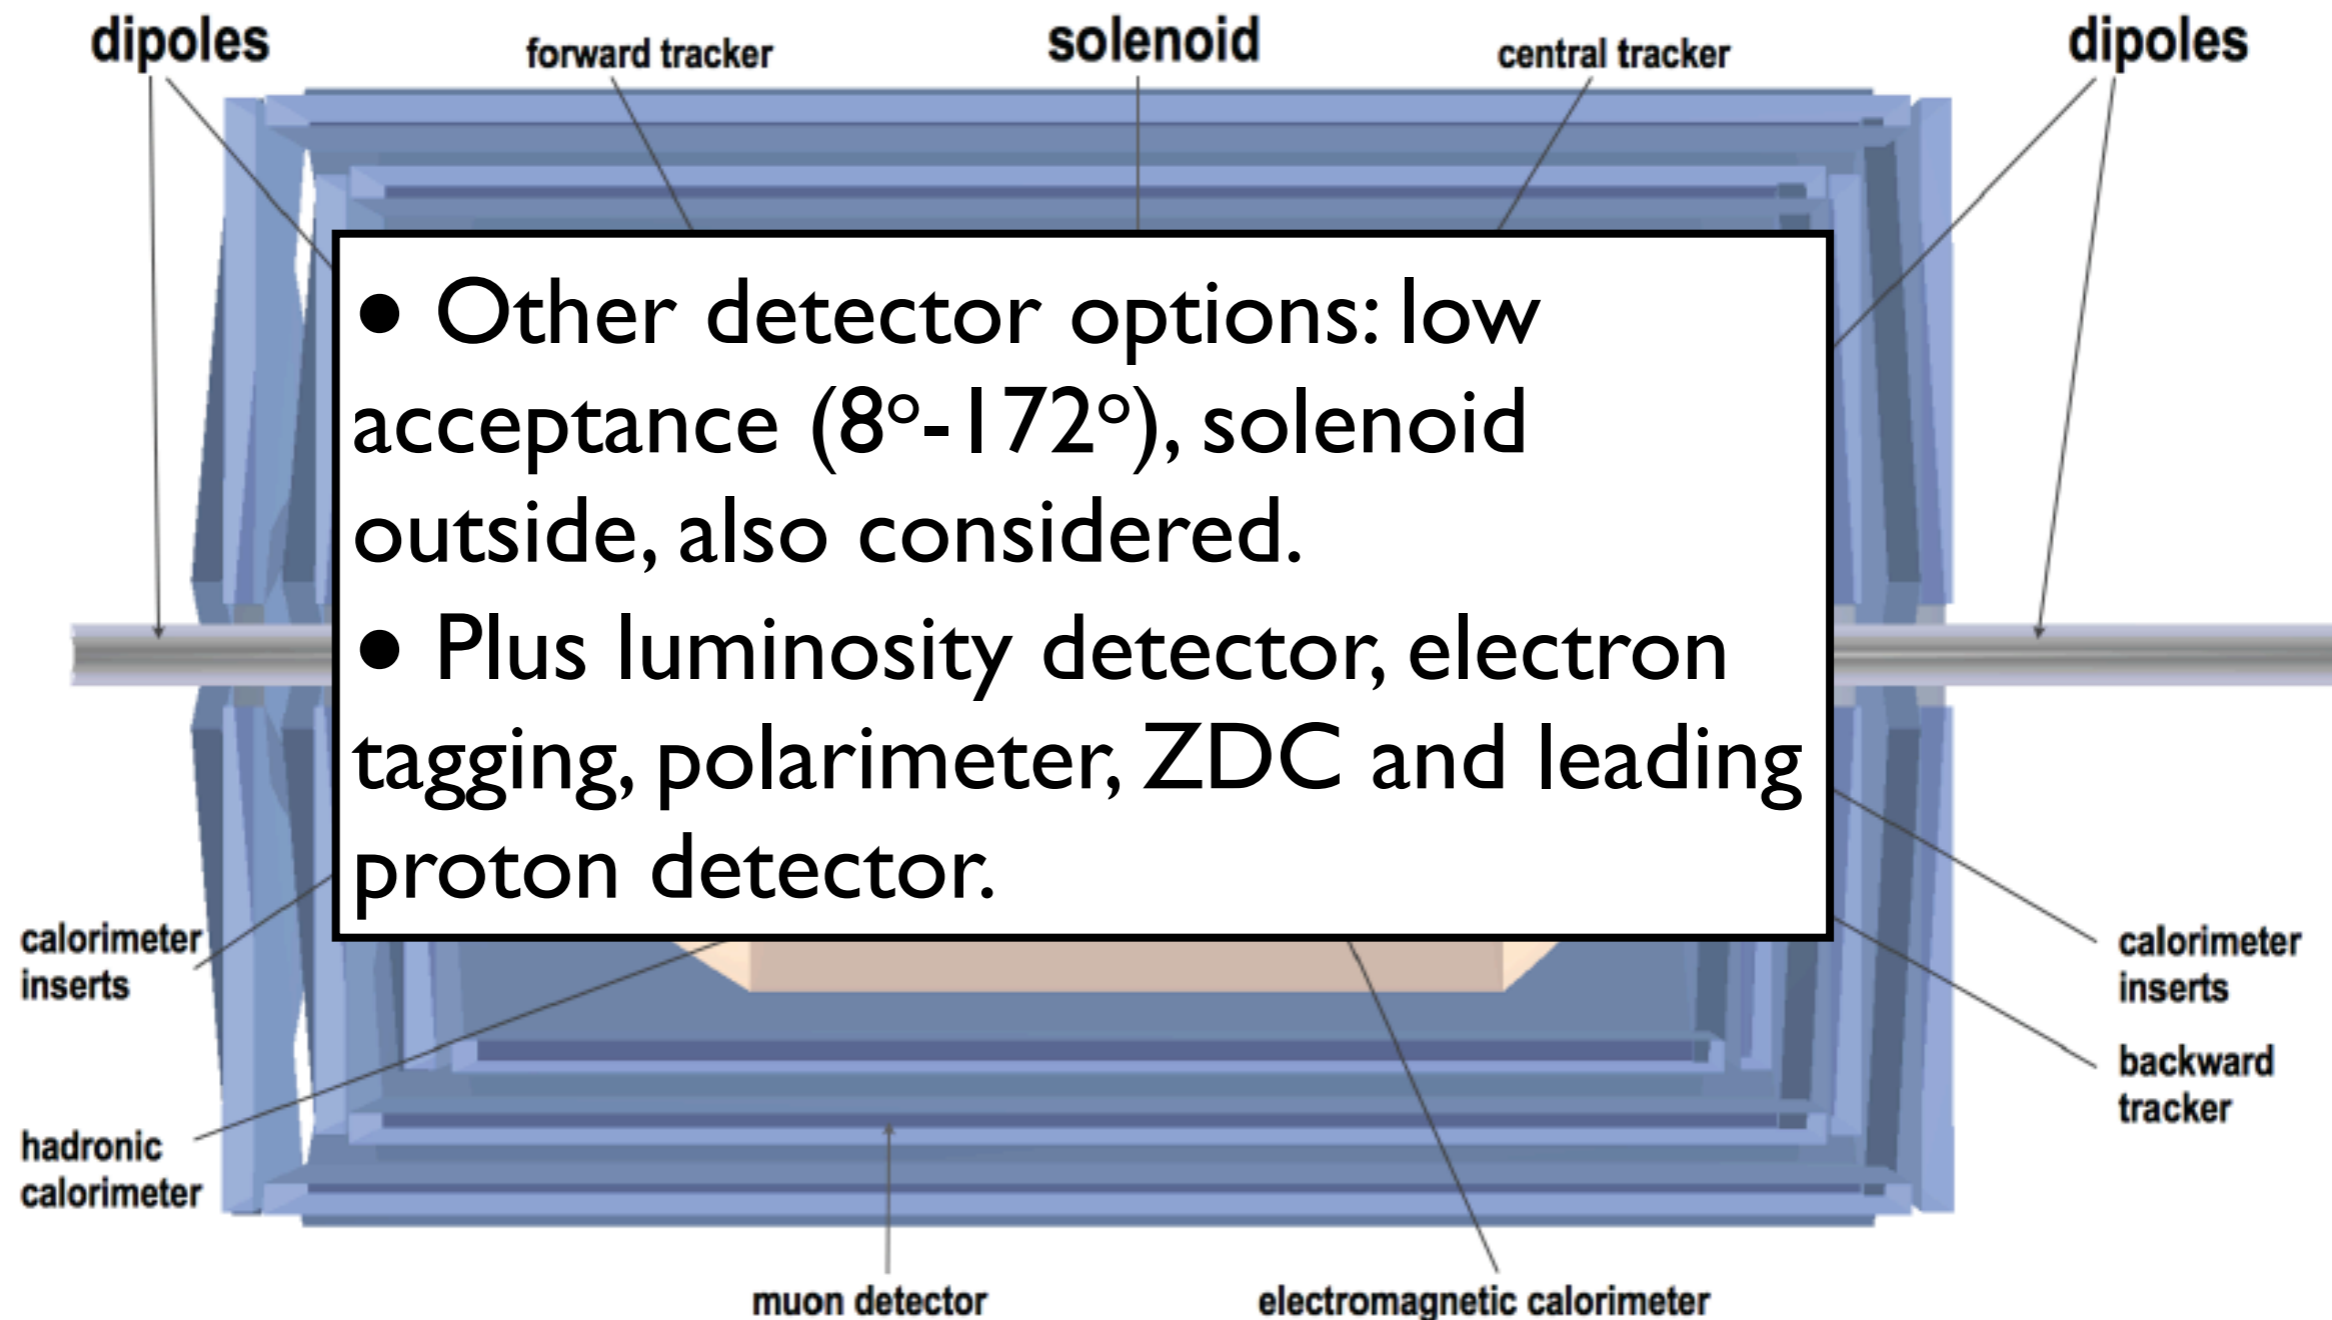 dipoles
forward tracker
solenoid
central tracker
dipoles
● Other detector options: low
acceptance (8°-172°), solenoid
outside, also considered.
● Plus luminosity detector, electron
tagging, polarimeter, ZDC and leading
proton detector.
calorimeter
inserts
hadronic
calorimeter
calorimeter
inserts
backward
tracker
muon detector
electromagnetic calorimeter